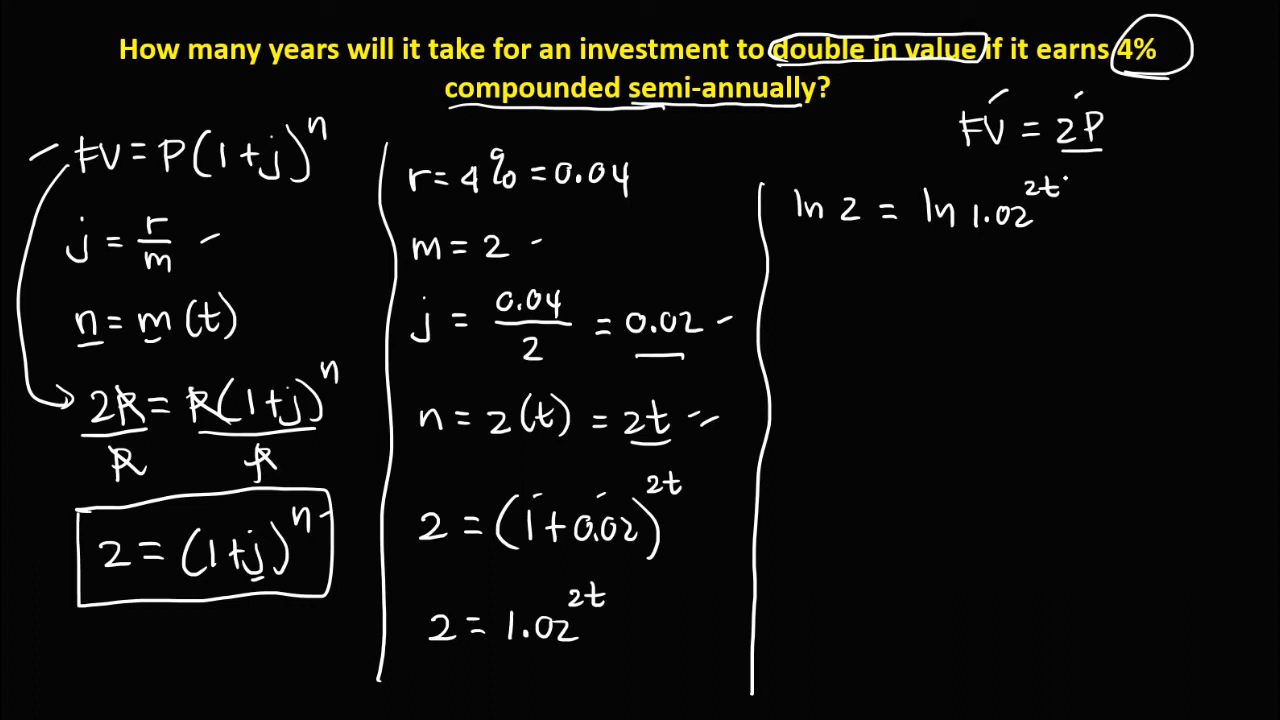 How many years will it take for an investment to double in value if it earns 4%
compounded semi-annually?
FV = P(1+j)^n
j = r/m
n = m(t)
2P = P(1+j)^n
P P
2 = (1+j)^n
r = 4% = 0.04
m = 2
j = 0.04/2 = 0.02
n = 2(t) = 2t
2 = (1+0.02)^2t
2 = 1.02^2t
FV = 2P
ln 2 = ln 1.02^2t